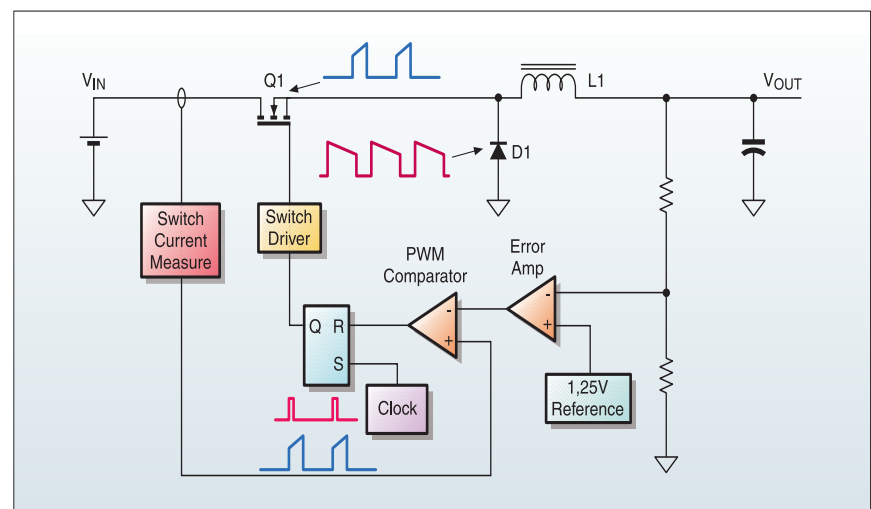 VIN
Q1
L1
VOUT
D1
Switch
Current
Measure
Switch
Driver
PWM
Comparator
Error
Amp
-
+
-
+
Q R
S
Clock
1,25V
Reference